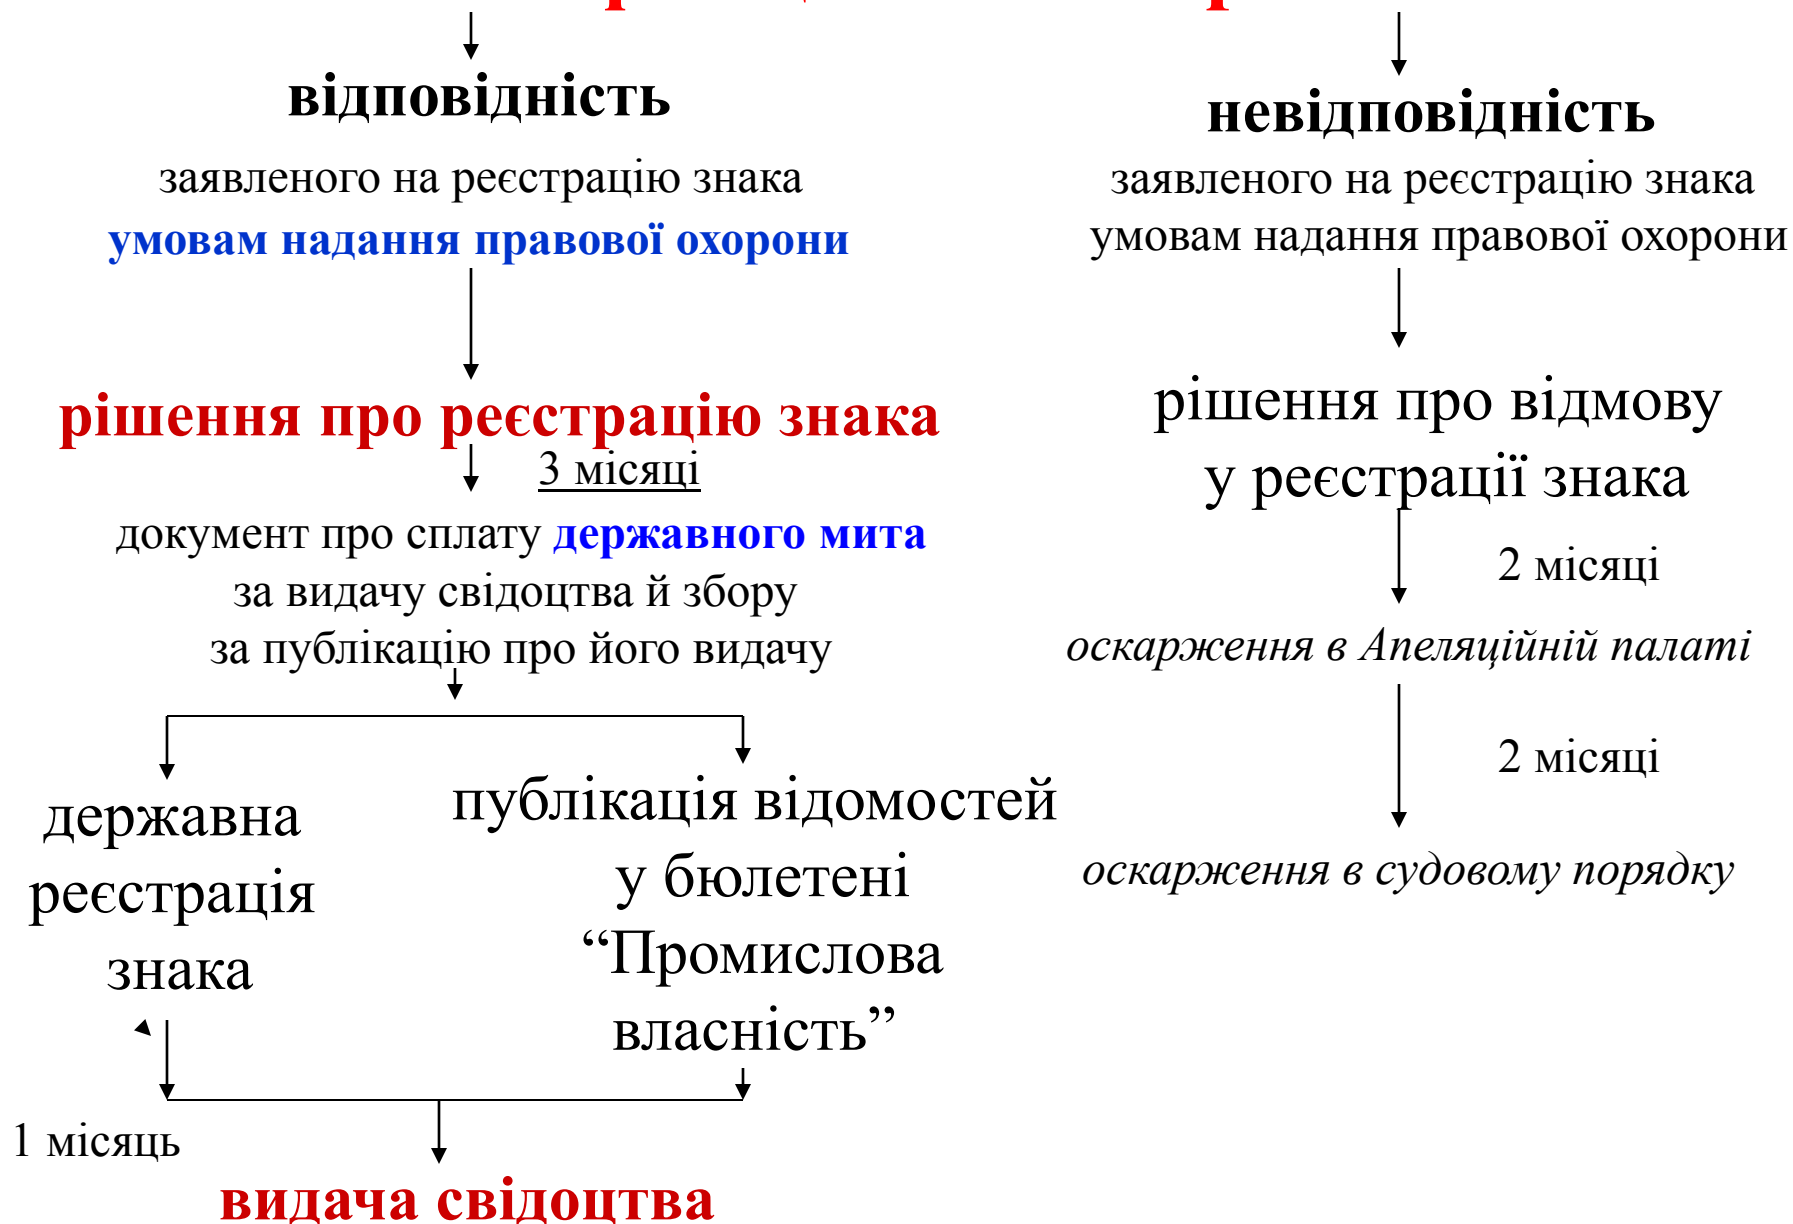 відповідність
заявленого на реєстрацію знака
умовам надання правової охорони
рішення про реєстрацію знака
3 місяці
документ про сплату державного мита
за видачу свідоцтва й збору
за публікацію про його видачу
державна
реєстрація
знака
публікація відомостей
у бюлетені
“Промислова
власність”
1 місяць
видача свідоцтва
невідповідність
заявленого на реєстрацію знака
умовам надання правової охорони
рішення про відмову
у реєстрації знака
2 місяці
оскарження в Апеляційній палаті
2 місяці
оскарження в судовому порядку